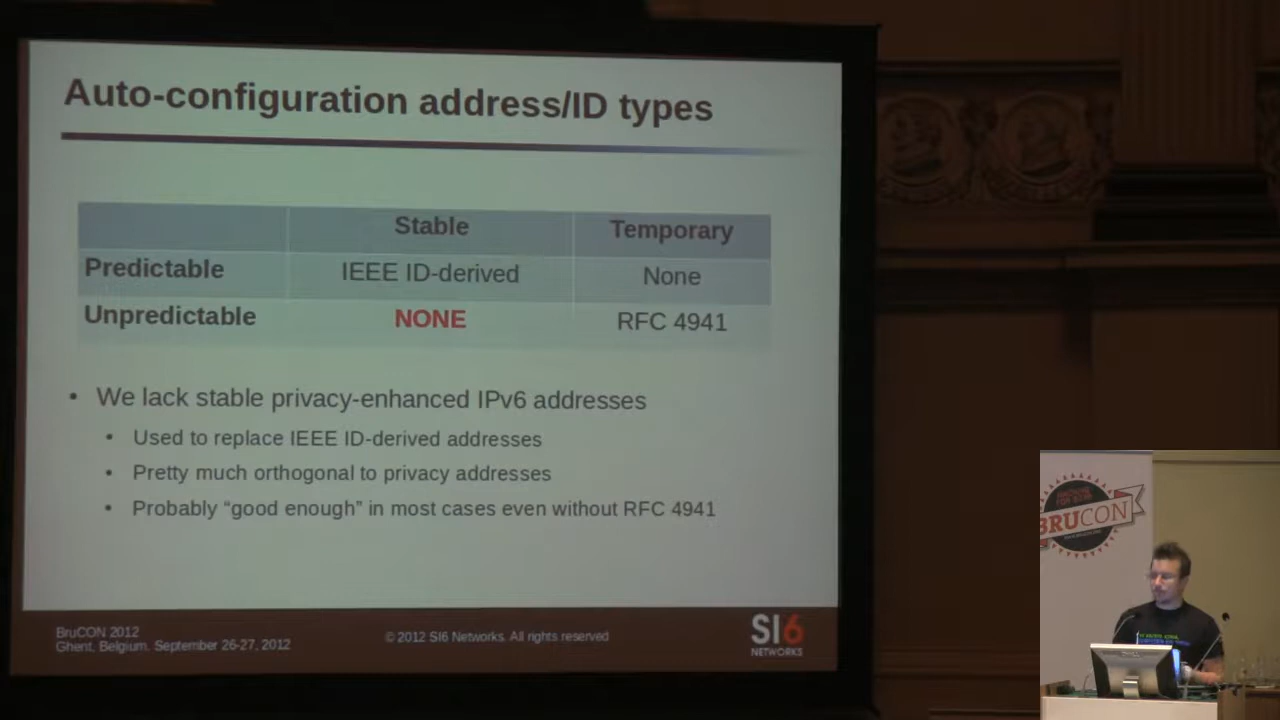 Auto-configuration address/ID types
Stable Temporary
Predictable IEEE ID-derived None
Unpredictable NONE RFC 4941
• We lack stable privacy-enhanced IPv6 addresses
• Used to replace IEEE ID-derived addresses
• Pretty much orthogonal to privacy addresses
• Probably “good enough” in most cases even without RFC 4941
BruCON 2012
Ghent, Belgium. September 26-27, 2012
© 2012 SI6 Networks. All rights reserved
SI6
NETWORKS
BRUCON